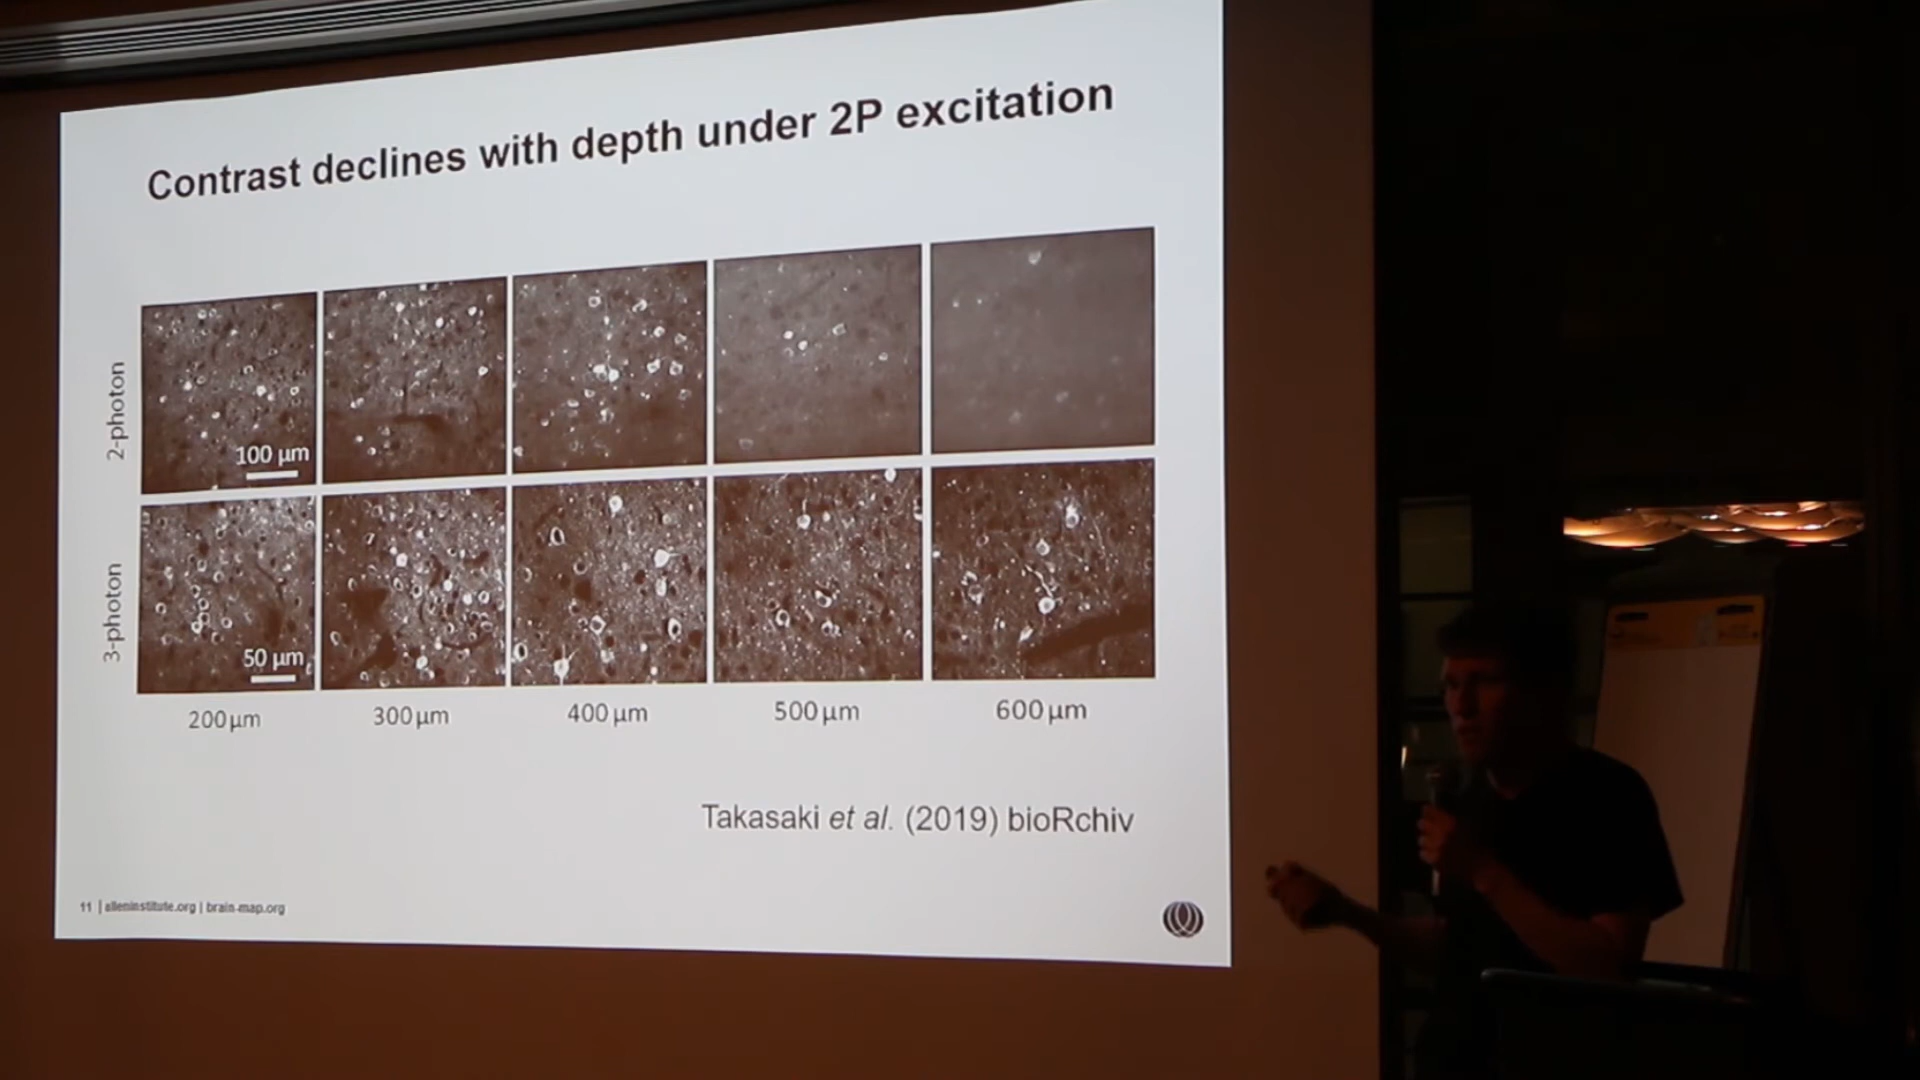 Contrast declines with depth under 2P excitation
2-photon
100 µm
3-photon
50 µm
200 µm
300 µm
400 µm
500 µm
600 µm
Takasaki et al. (2019) bioRchiv
11 | alleninstitute.org | brain-map.org